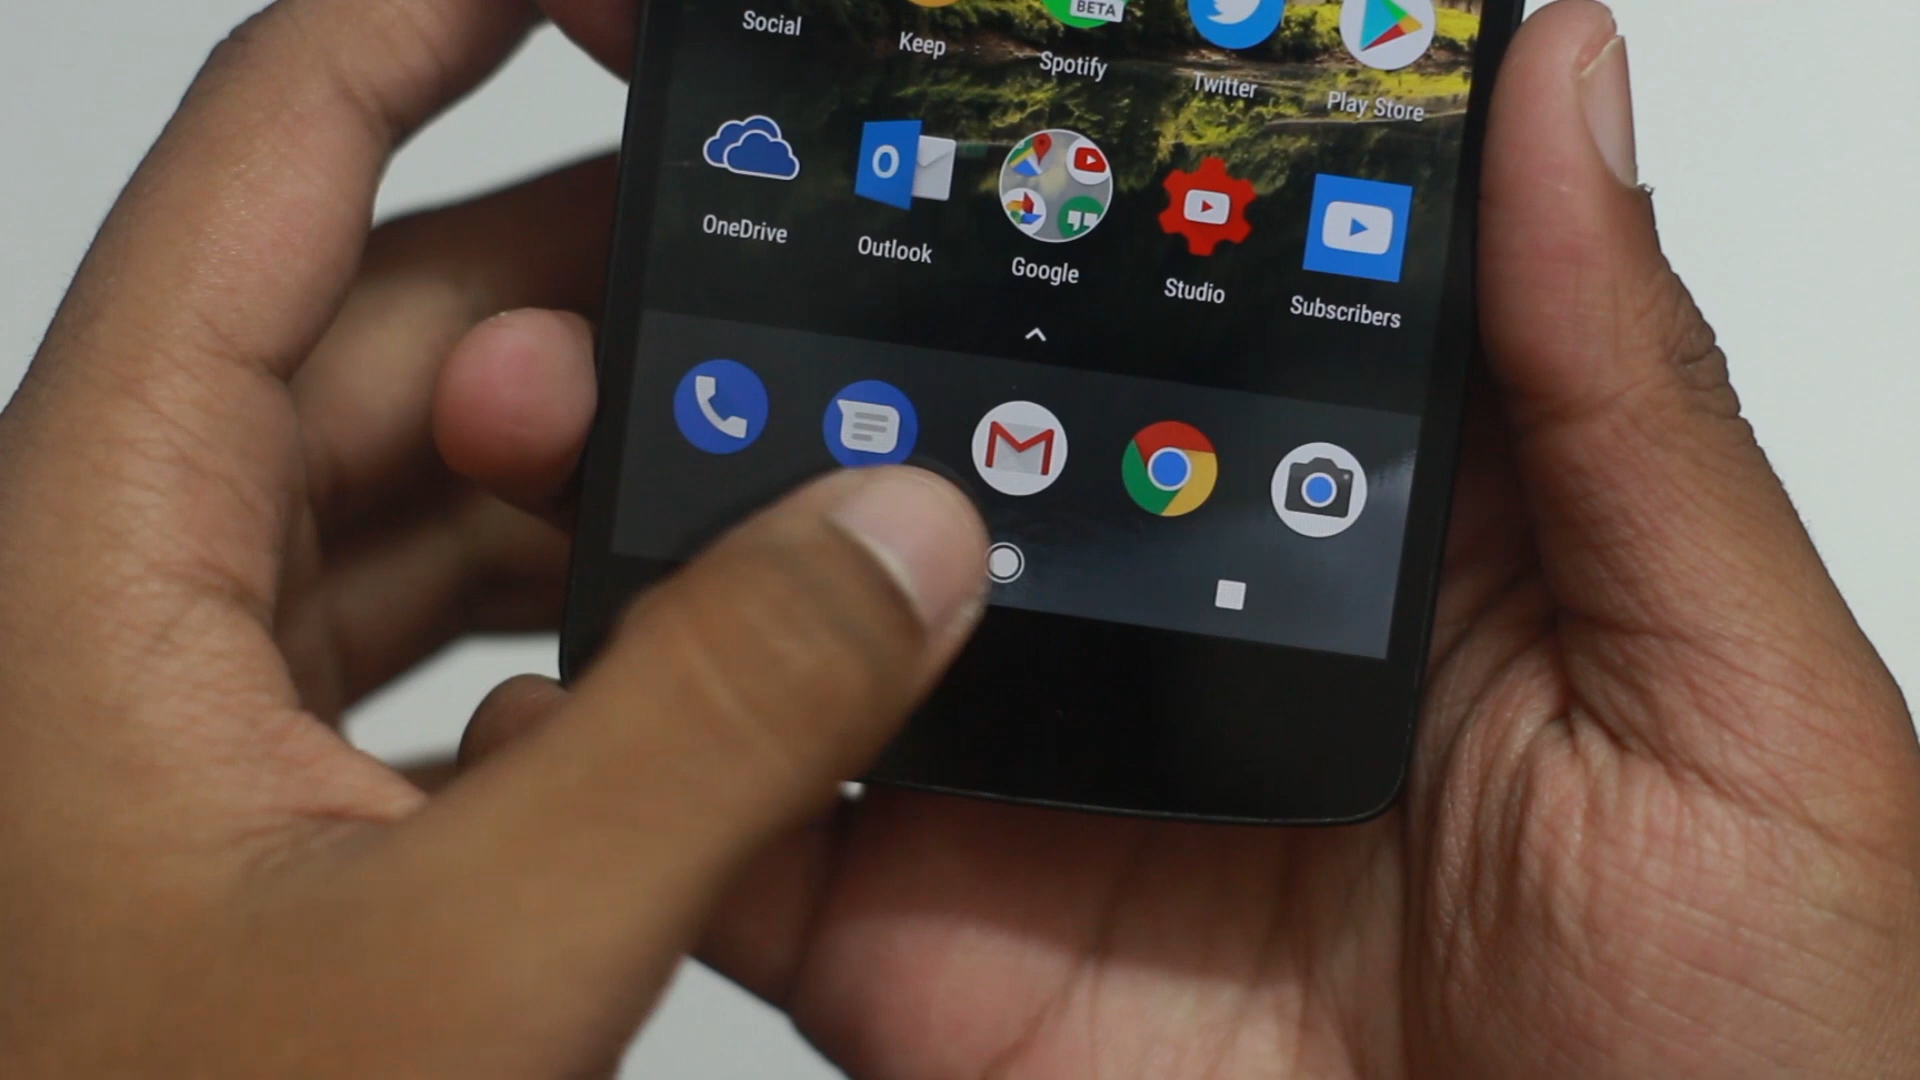 BETA
Social
Keep
Spotify
Twitter
Play Store
OneDrive
Outlook
Google
Studio
Subscribers